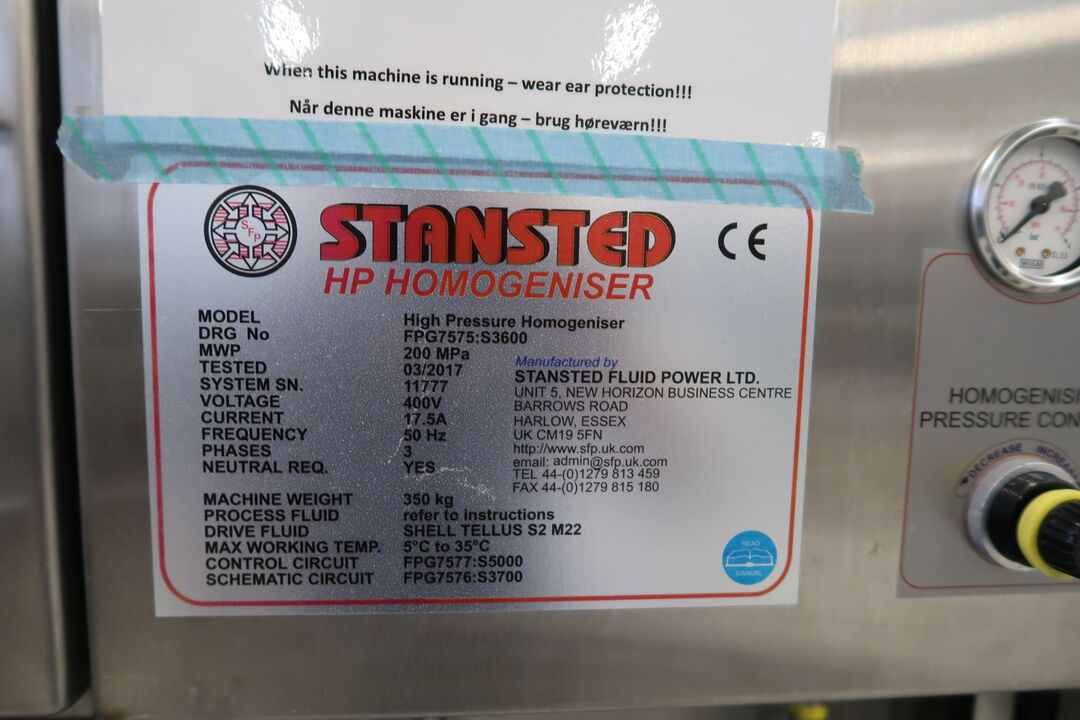 When this machine is running – wear ear protection!!!
Når denne maskine er i gang – brug høreværn!!!
SFP
STANSTED
CE
HP HOMOGENISER
MODEL High Pressure Homogeniser
DRG No FPG7575:S3600
MWP 200 MPa
TESTED 03/2017
SYSTEM SN. 11777
VOLTAGE 400V
CURRENT 17.5A
FREQUENCY 50 Hz
PHASES 3
NEUTRAL REQ. YES
Manufactured by
STANSTED FLUID POWER LTD.
UNIT 5, NEW HORIZON BUSINESS CENTRE
BARROWS ROAD
HARLOW, ESSEX
UK CM19 5FN
http://www.sfp.uk.com
email: admin@sfp.uk.com
TEL 44-(0)1279 813 459
FAX 44-(0)1279 815 180
MACHINE WEIGHT 350 kg
PROCESS FLUID refer to instructions
DRIVE FLUID SHELL TELLUS S2 M22
MAX WORKING TEMP. 5°C to 35°C
CONTROL CIRCUIT FPG7577:S5000
SCHEMATIC CIRCUIT FPG7576:S3700
READ
MANUAL
bar
WIKA
HOMOGENISI
PRESSURE CON
DECREASE INCREAS